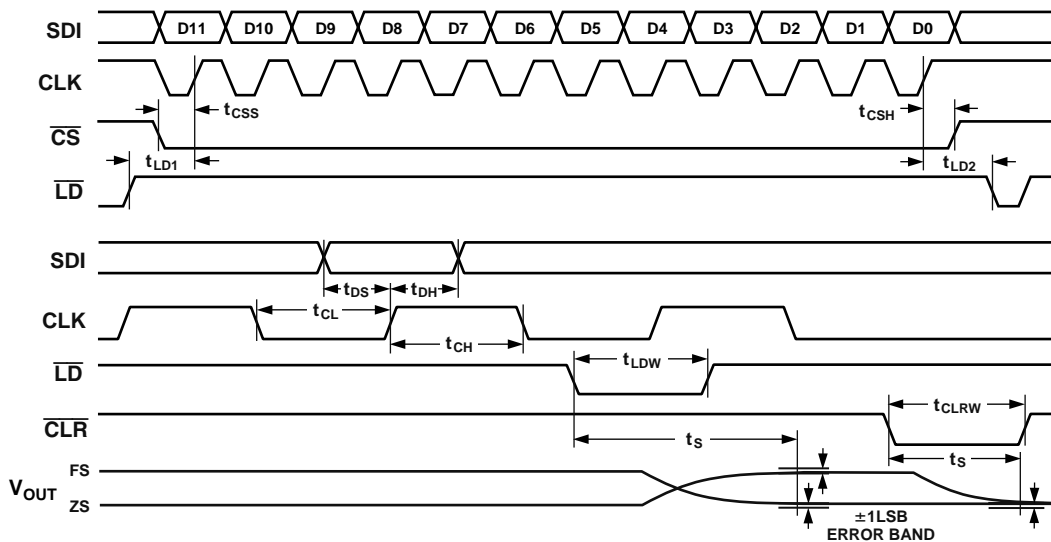 SDI D11 D10 D9 D8 D7 D6 D5 D4 D3 D2 D1 D0
CLK
tCSS tCSH
CS
tLD1 tLD2
LD
SDI
tDS tDH
tCL
CLK
tCH
tLDW
LD
tCLRW
CLR
tS tS
FS
VOUT
ZS
±1LSB
ERROR BAND